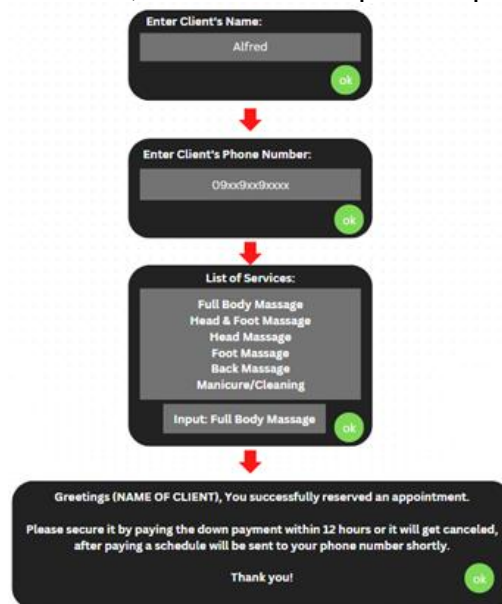 Enter Client's Name:
Alfred
ok
Enter Client's Phone Number:
09xx9xx9xxxx
ok
List of Services:
Full Body Massage
Head & Foot Massage
Head Massage
Foot Massage
Back Massage
Manicure/Cleaning
Input: Full Body Massage
ok
Greetings (NAME OF CLIENT), You successfully reserved an appointment.
Please secure it by paying the down payment within 12 hours or it will get canceled,
after paying a schedule will be sent to your phone number shortly.
Thank you!
ok